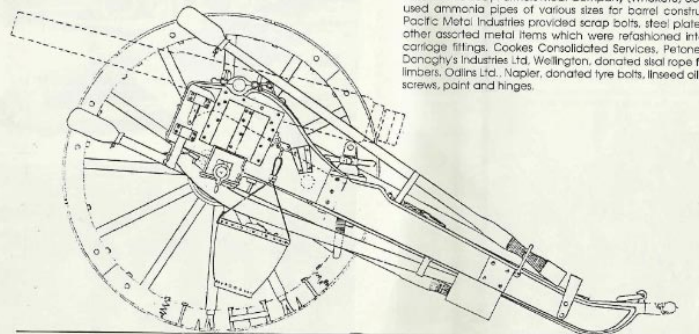 Company (Whakatu)
used ammonia pipes of various sizes for barrel constru
Pacific Metal Industries provided scrap bolts, steel plate
other assorted metal items which were refashioned int
carriage fittings. Cookes Consolidated Services, Petone
Donaghy's Industries Ltd, Wellington, donated sisal rope f
limbers. Odlins Ltd., Napier, donated tyre bolts, linseed oil
screws, paint and hinges.